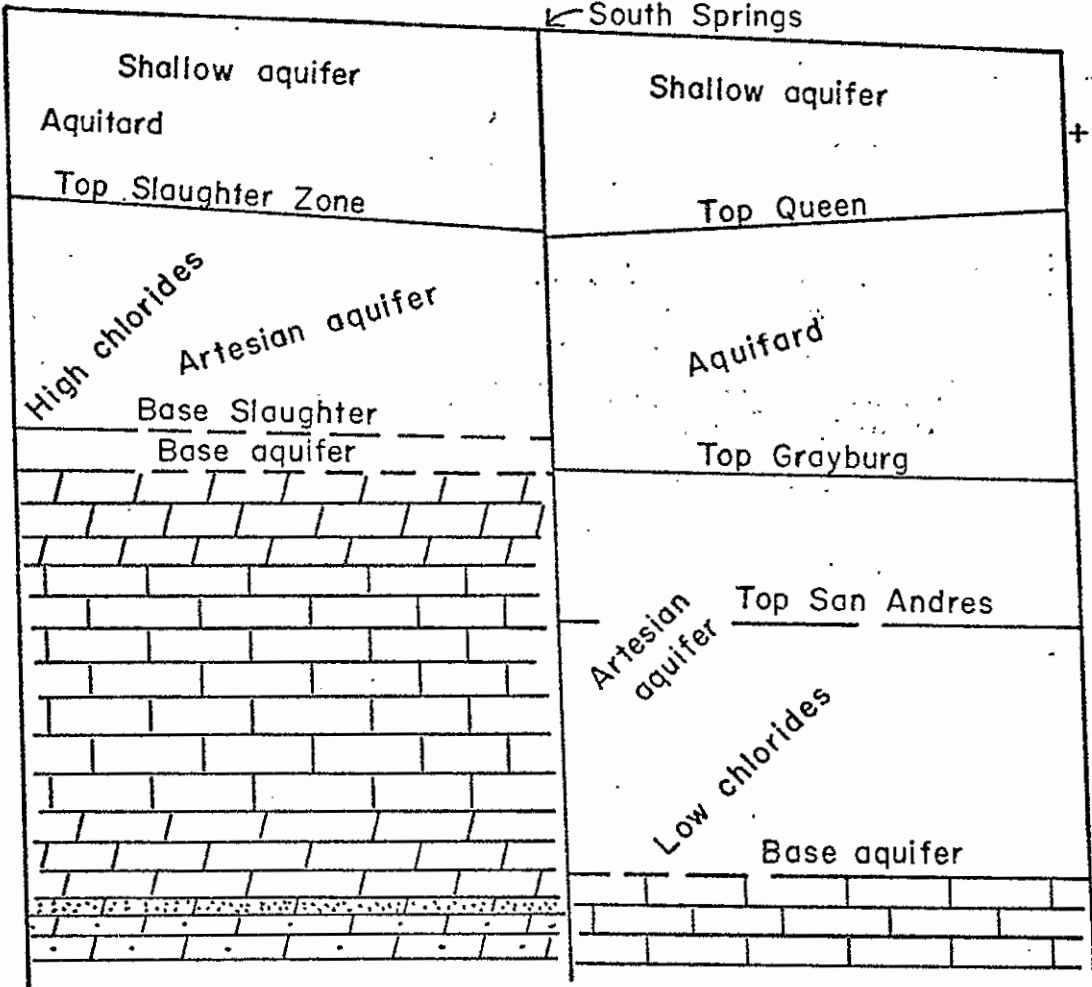 South Springs
Shallow aquifer
Aquitard
Top Slaughter Zone
High chlorides
Artesian aquifer
Base Slaughter
Base aquifer
Shallow aquifer
Top Queen
Aquifard
Top Grayburg
Top San Andres
Artesian
aquifer
Low chlorides
Base aquifer